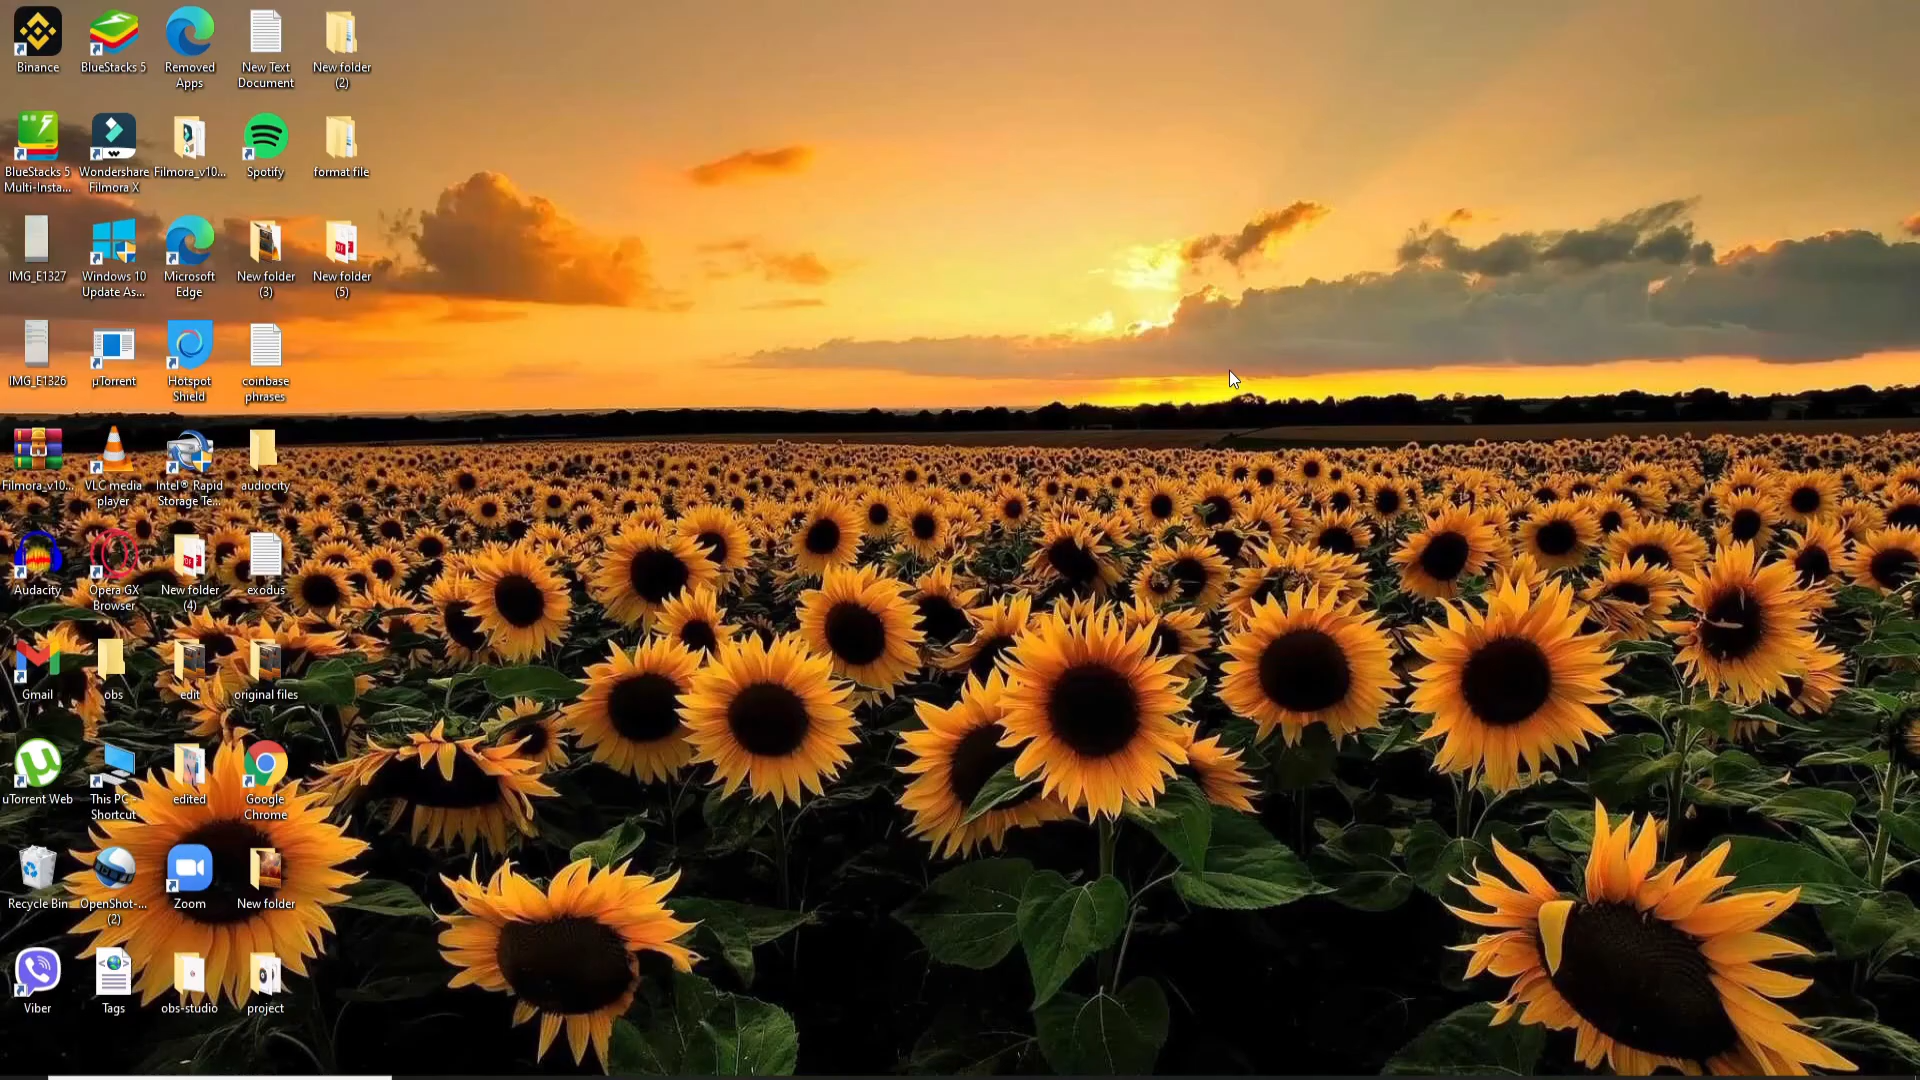 Binance
BlueStacks 5
Removed
Apps
New Text
Document
New folder
(2)
BlueStacks 5
Multi-Insta...
Wondershare
Filmora X
Filmora_v10...
Spotify
format file
IMG_E1327
Windows 10
Update As...
Microsoft
Edge
New folder
(3)
New folder
(5)
IMG_E1326
µTorrent
Hotspot
Shield
coinbase
phrases
Filmora_v10...
VLC media
player
Intel® Rapid
Storage Te...
audiocity
Audacity
Opera GX
Browser
New folder
(4)
exodus
Gmail
obs
edit
original files
uTorrent Web
This PC -
Shortcut
edited
Google
Chrome
Recycle Bin
OpenShot-...
(2)
Zoom
New folder
Viber
Tags
obs-studio
project